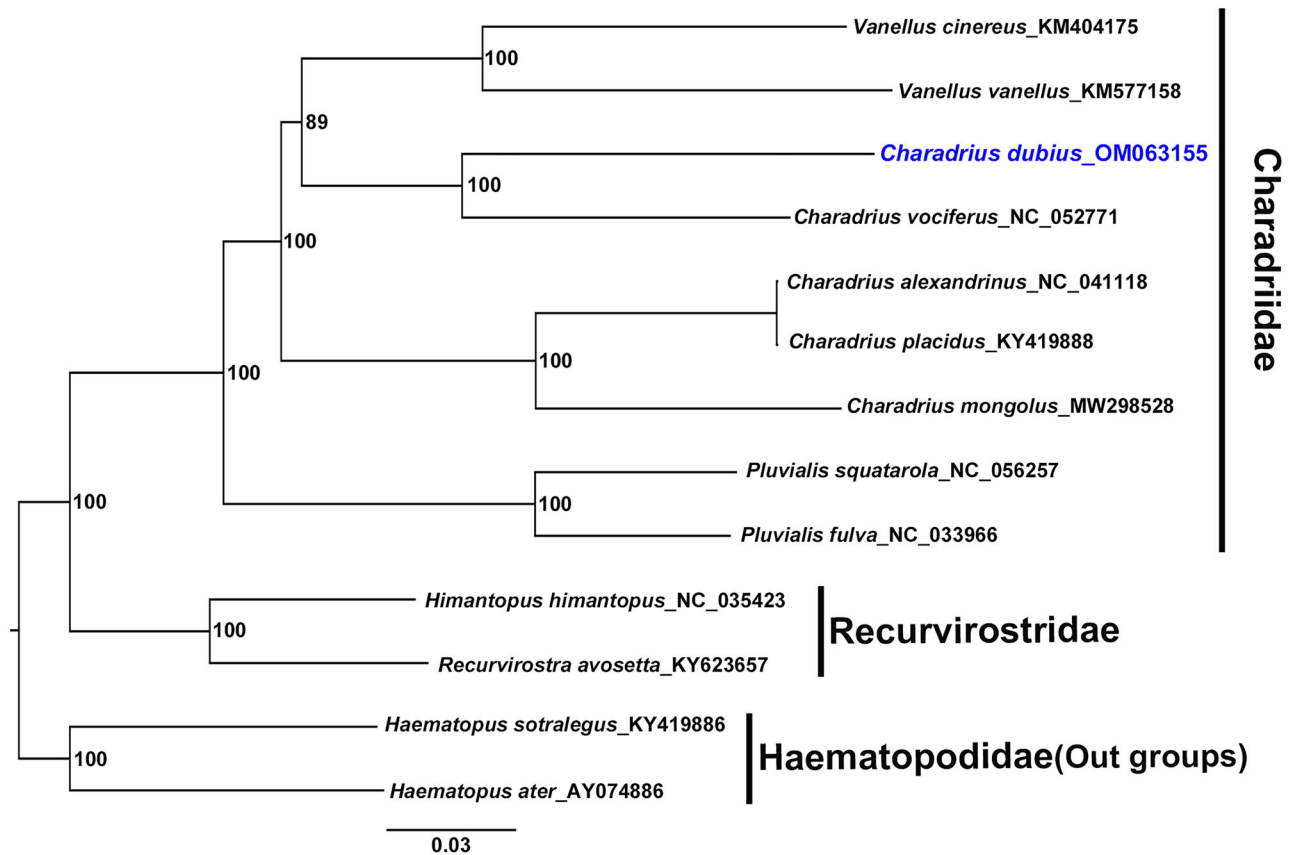 Vanellus cinereus_KM404175
100
Vanellus vanellus_KM577158
89
Charadrius dubius_OM063155
100
Charadrius vociferus_NC_052771
100
Charadrius alexandrinus_NC_041118
Charadrius placidus_KY419888
100
100
Charadrius mongolus_MW298528
Charadriidae
Pluvialis squatarola_NC_056257
100
100
Pluvialis fulva_NC_033966
Himantopus himantopus_NC_035423
100
Recurvirostridae
Recurvirostra avosetta_KY623657
Haematopus sotralegus_KY419886
100
Haematopodidae(Out groups)
Haematopus ater_AY074886
0.03